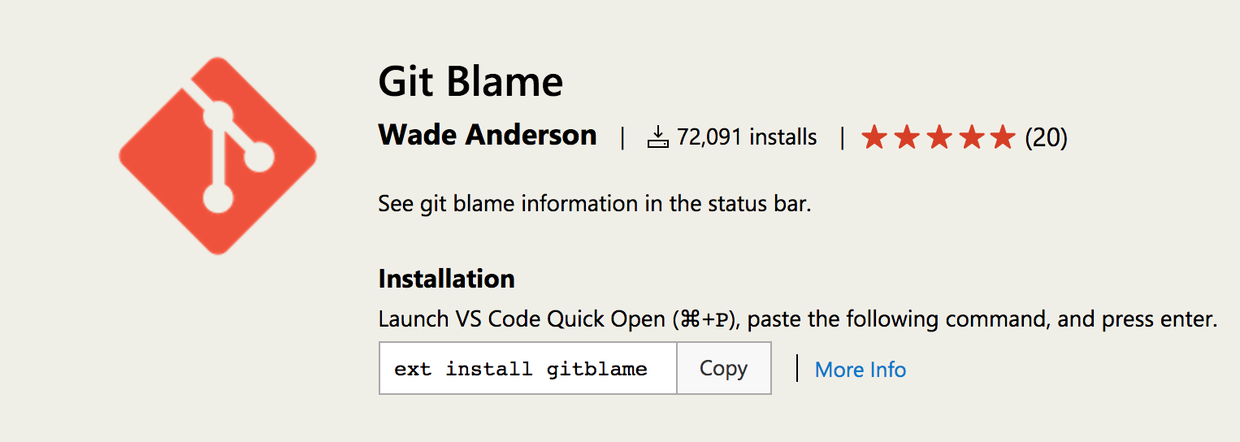 Git Blame
Wade Anderson | 72,091 installs | (20)
See git blame information in the status bar.
Installation
Launch VS Code Quick Open (⌘+P), paste the following command, and press enter.
ext install gitblame Copy | More Info